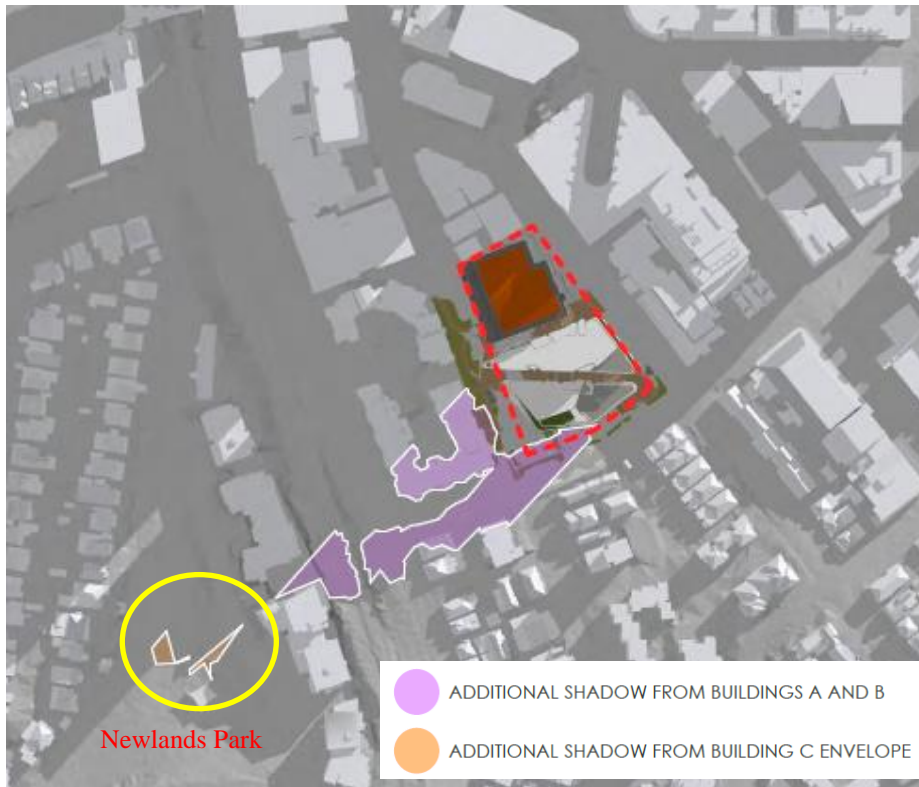 Newlands Park
ADDITIONAL SHADOW FROM BUILDINGS A AND B
ADDITIONAL SHADOW FROM BUILDING C ENVELOPE